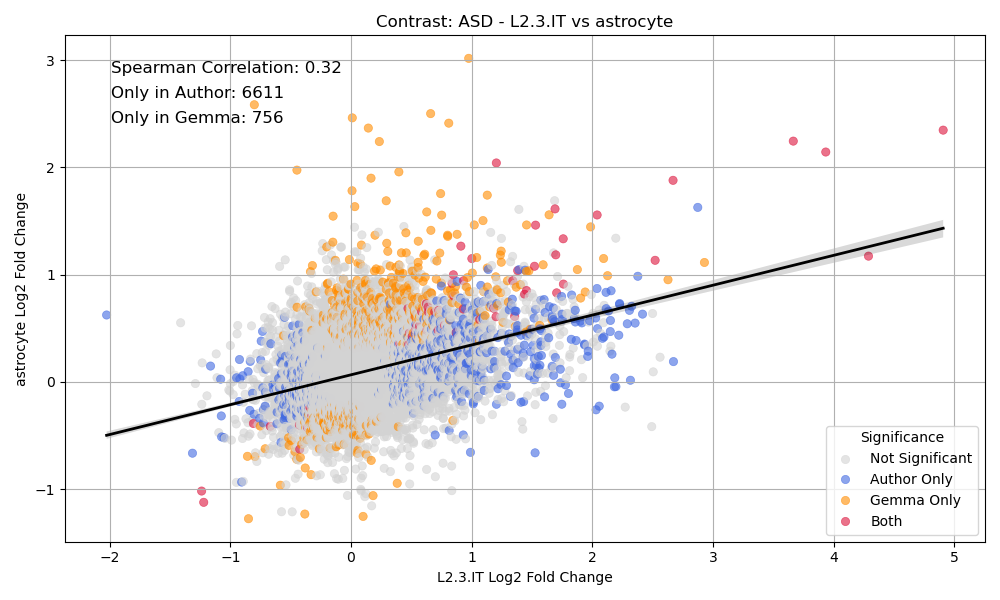 Contrast: ASD - L2.3.IT vs astrocyte
Spearman Correlation: 0.32
Only in Author: 6611
Only in Gemma: 756
astrocyte Log2 Fold Change
3
2
1
0
−1
Significance
Not Significant
Author Only
Gemma Only
Both
−2
−1
0
1
2
3
4
5
L2.3.IT Log2 Fold Change